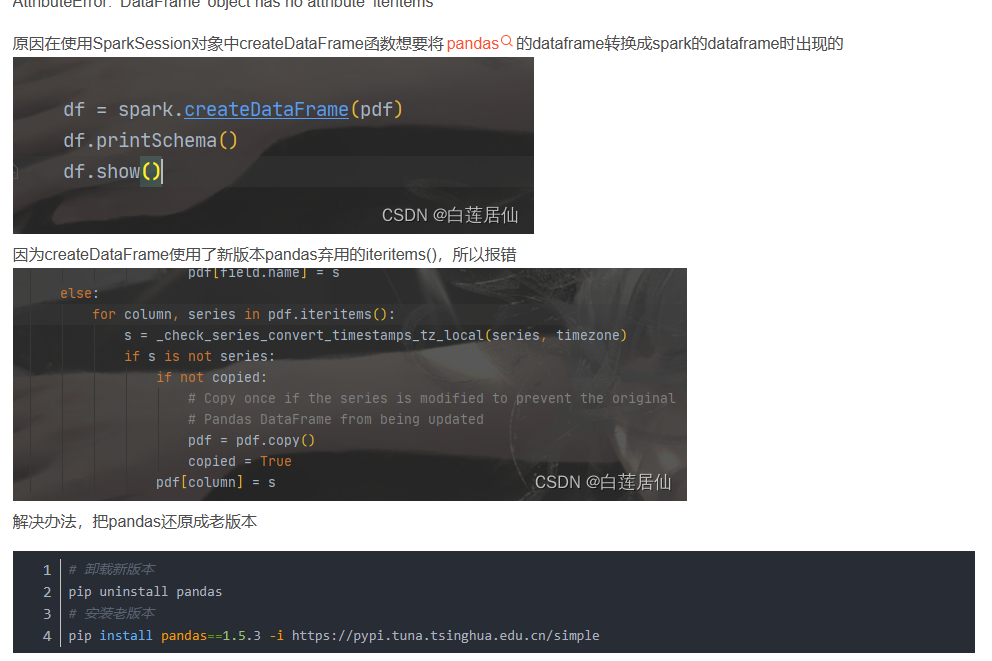 AttributeError: 'DataFrame' object has no attribute 'iteritems'
原因在使用SparkSession对象中createDataFrame函数想要将 pandas 的dataframe转换成spark的dataframe时出现的
df = spark.createDataFrame(pdf)
df.printSchema()
df.show()
CSDN @白莲居仙
因为createDataFrame使用了新版本pandas弃用的iteritems()，所以报错
pdf[field.name] = s
else:
for column, series in pdf.iteritems():
s = _check_series_convert_timestamps_tz_local(series, timezone)
if s is not series:
if not copied:
# Copy once if the series is modified to prevent the original
# Pandas DataFrame from being updated
pdf = pdf.copy()
copied = True
pdf[column] = s
CSDN @白莲居仙
解决办法，把pandas还原成老版本
1 # 卸载新版本
2 pip uninstall pandas
3 # 安装老版本
4 pip install pandas==1.5.3 -i https://pypi.tuna.tsinghua.edu.cn/simple